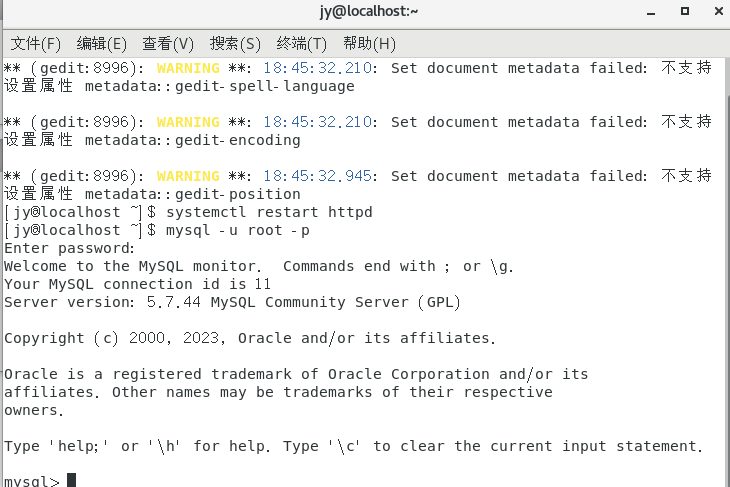 jy@localhost:~
文件(F) 编辑(E) 查看(V) 搜索(S) 终端(T) 帮助(H)
** (gedit:8996): WARNING **: 18:45:32.210: Set document metadata failed: 不支持
设置属性 metadata::gedit-spell-language
** (gedit:8996): WARNING **: 18:45:32.210: Set document metadata failed: 不支持
设置属性 metadata::gedit-encoding
** (gedit:8996): WARNING **: 18:45:32.945: Set document metadata failed: 不支持
设置属性 metadata::gedit-position
[jy@localhost ~]$ systemctl restart httpd
[jy@localhost ~]$ mysql -u root -p
Enter password:
Welcome to the MySQL monitor.  Commands end with ; or \g.
Your MySQL connection id is 11
Server version: 5.7.44 MySQL Community Server (GPL)
Copyright (c) 2000, 2023, Oracle and/or its affiliates.
Oracle is a registered trademark of Oracle Corporation and/or its
affiliates. Other names may be trademarks of their respective
owners.
Type 'help;' or '\h' for help. Type '\c' to clear the current input statement.
mysql>